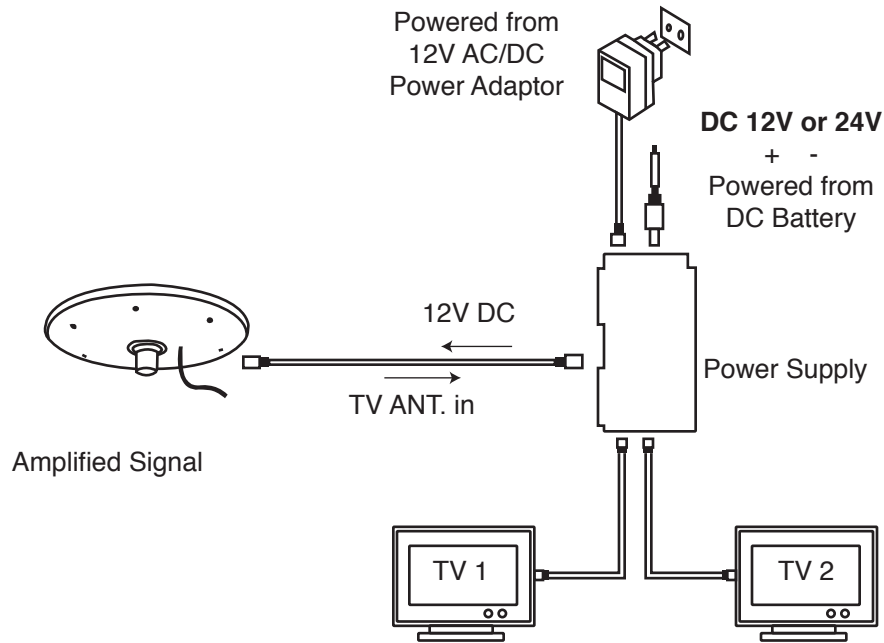 Powered from
12V AC/DC
Power Adaptor
DC 12V or 24V
+ -
Powered from
DC Battery
12V DC
TV ANT. in
Power Supply
Amplified Signal
TV 1
TV 2